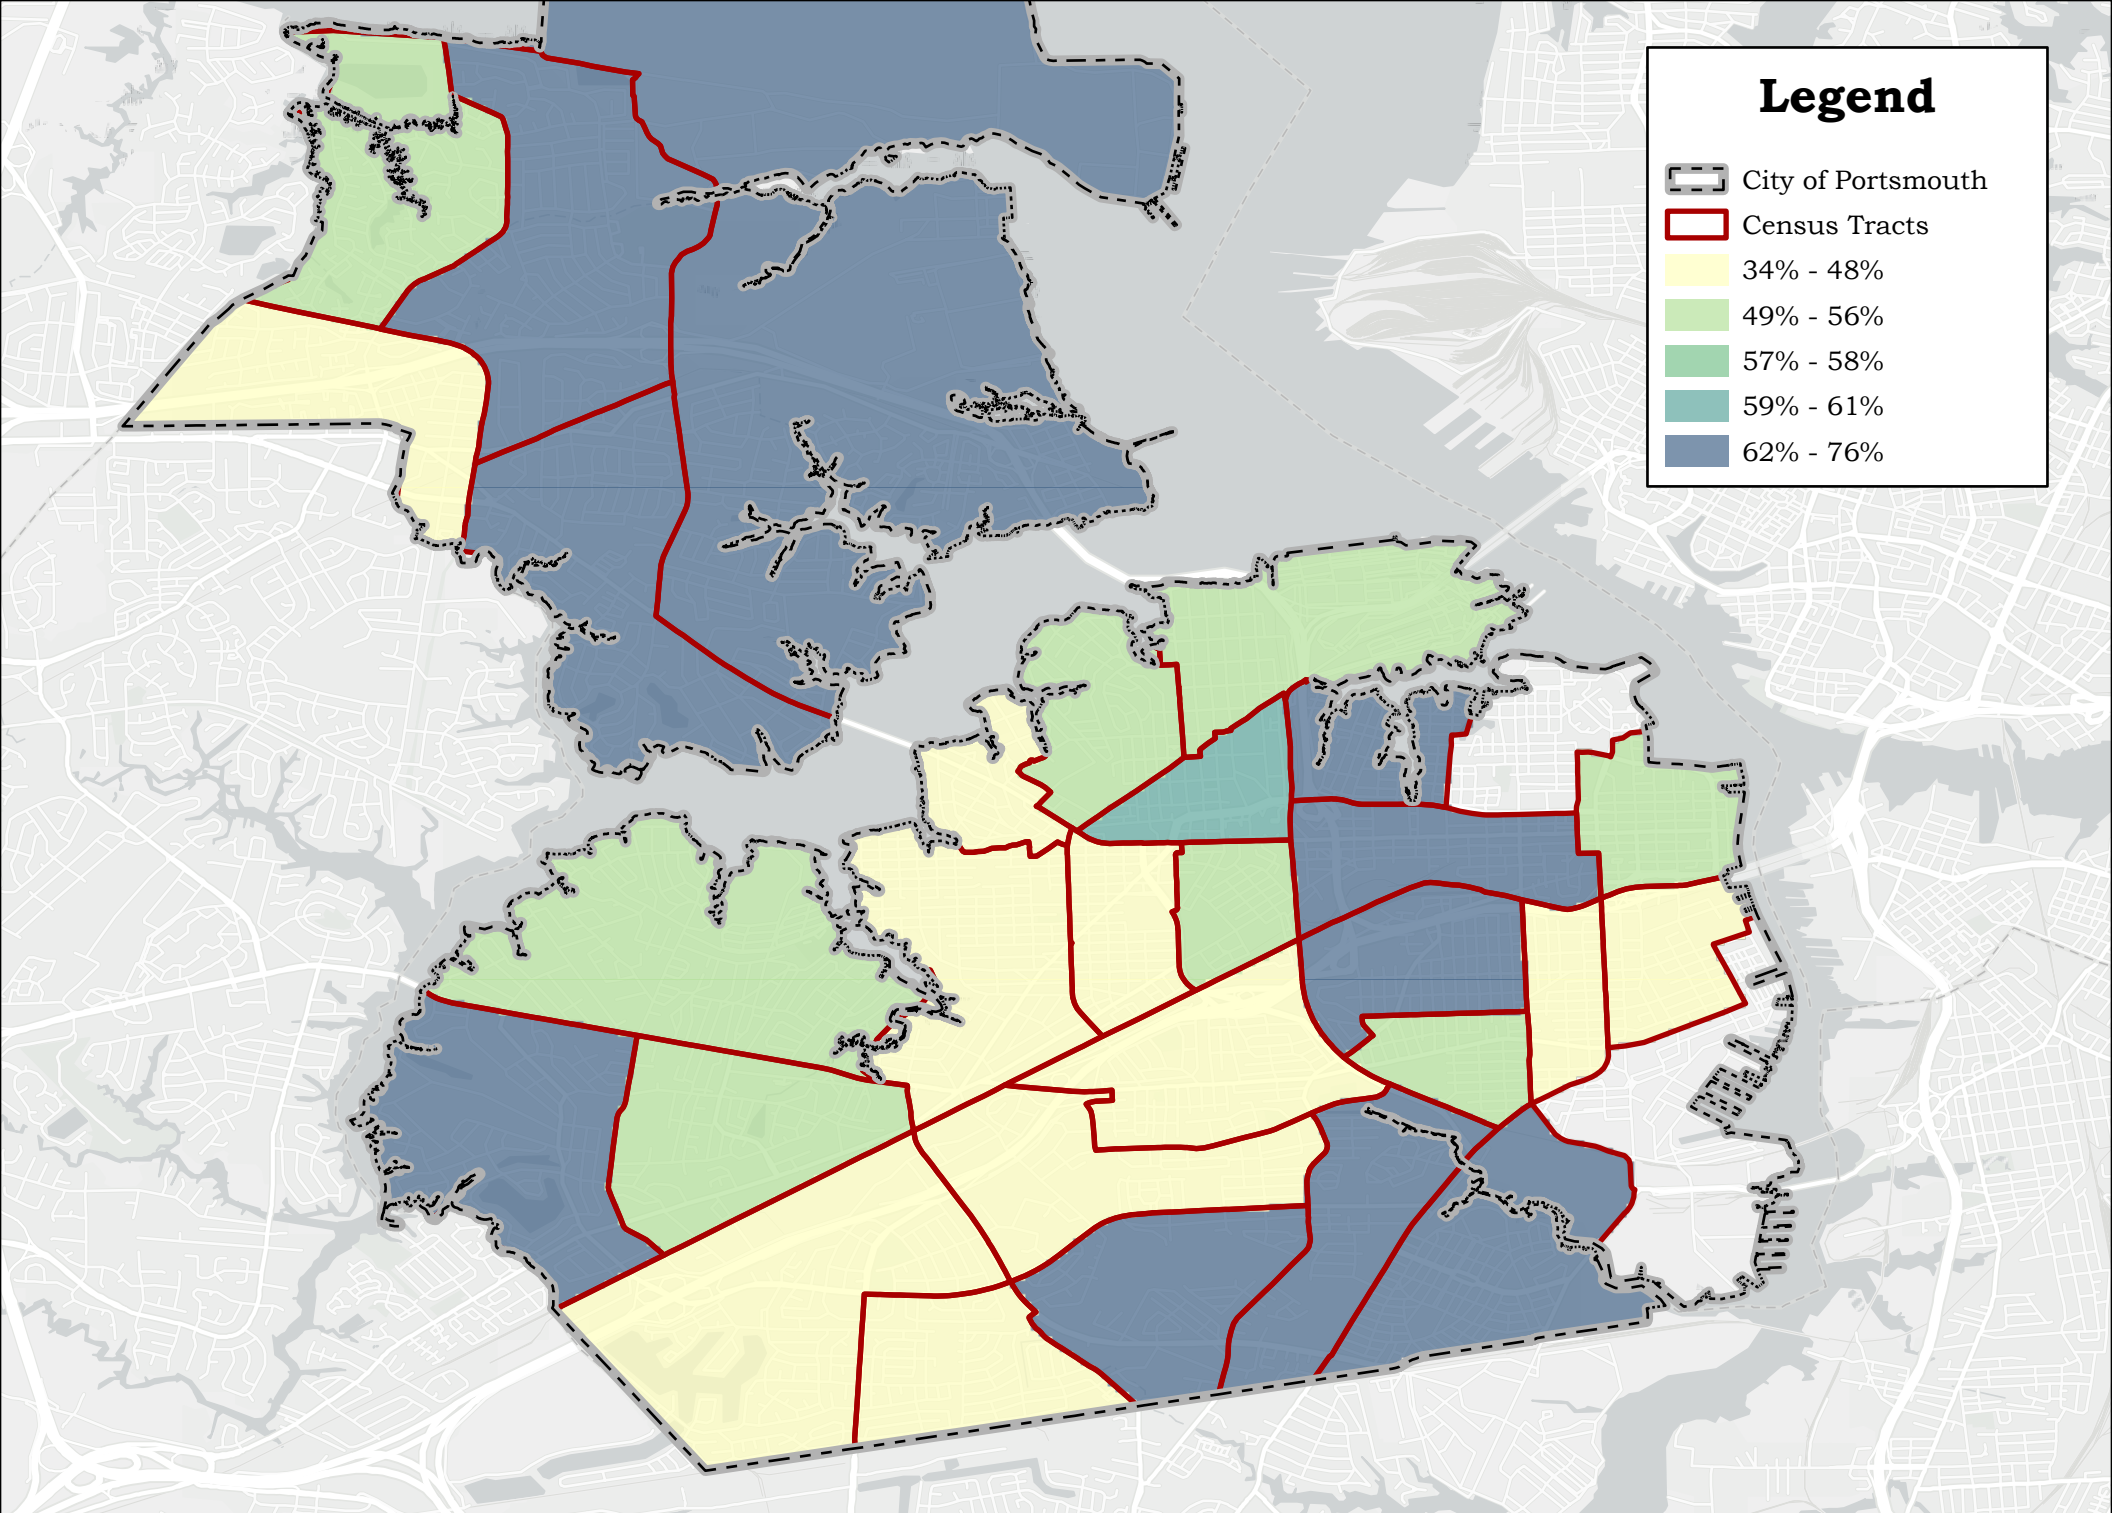 Legend
City of Portsmouth
Census Tracts
34% - 48%
49% - 56%
57% - 58%
59% - 61%
62% - 76%